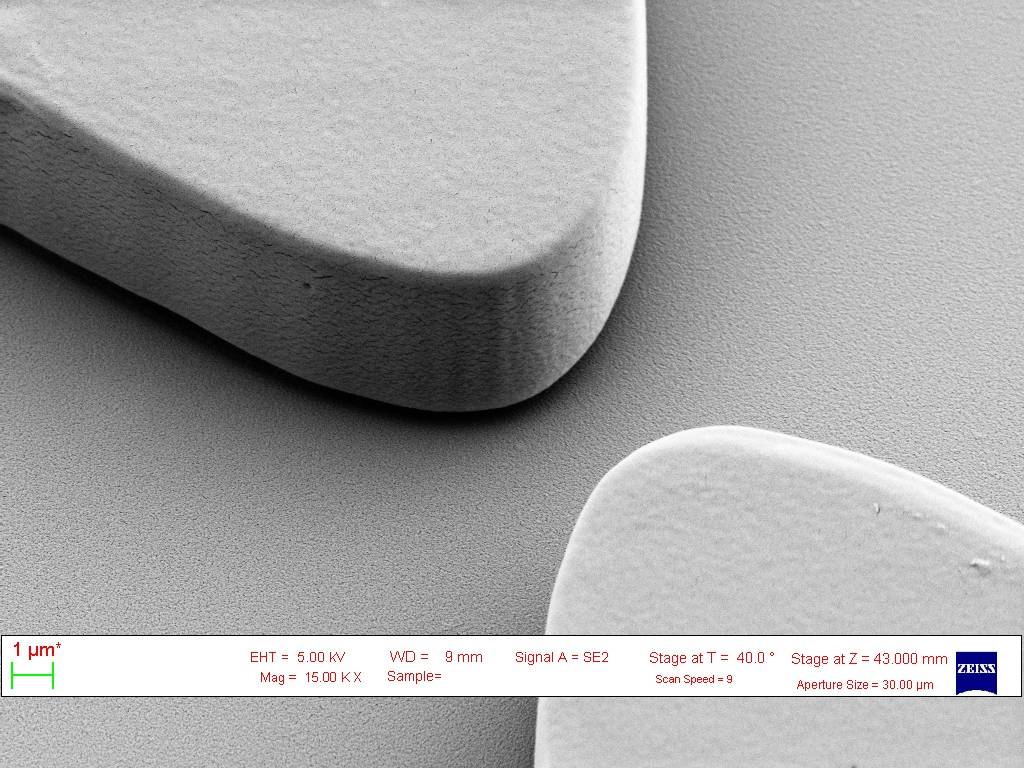 1 µm*
EHT = 5.00 kV
WD = 9 mm
Signal A = SE2
Stage at T = 40.0 °
Stage at Z = 43.000 mm
Mag = 15.00 K X
Sample=
Scan Speed = 9
Aperture Size = 30.00 µm
ZEISS